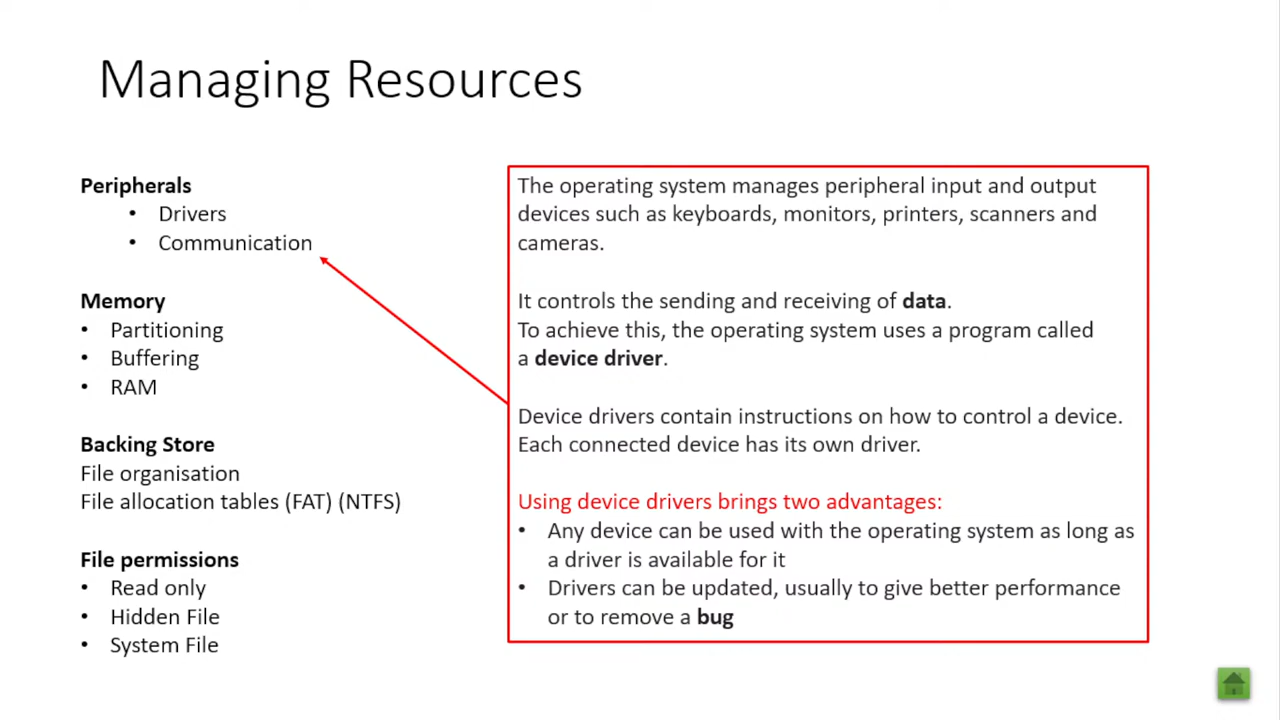 Managing Resources
Peripherals
• Drivers
• Communication
Memory
• Partitioning
• Buffering
• RAM
Backing Store
File organisation
File allocation tables (FAT) (NTFS)
File permissions
• Read only
• Hidden File
• System File
The operating system manages peripheral input and output
devices such as keyboards, monitors, printers, scanners and
cameras.
It controls the sending and receiving of data.
To achieve this, the operating system uses a program called
a device driver.
Device drivers contain instructions on how to control a device.
Each connected device has its own driver.
Using device drivers brings two advantages:
• Any device can be used with the operating system as long as
a driver is available for it
• Drivers can be updated, usually to give better performance
or to remove a bug